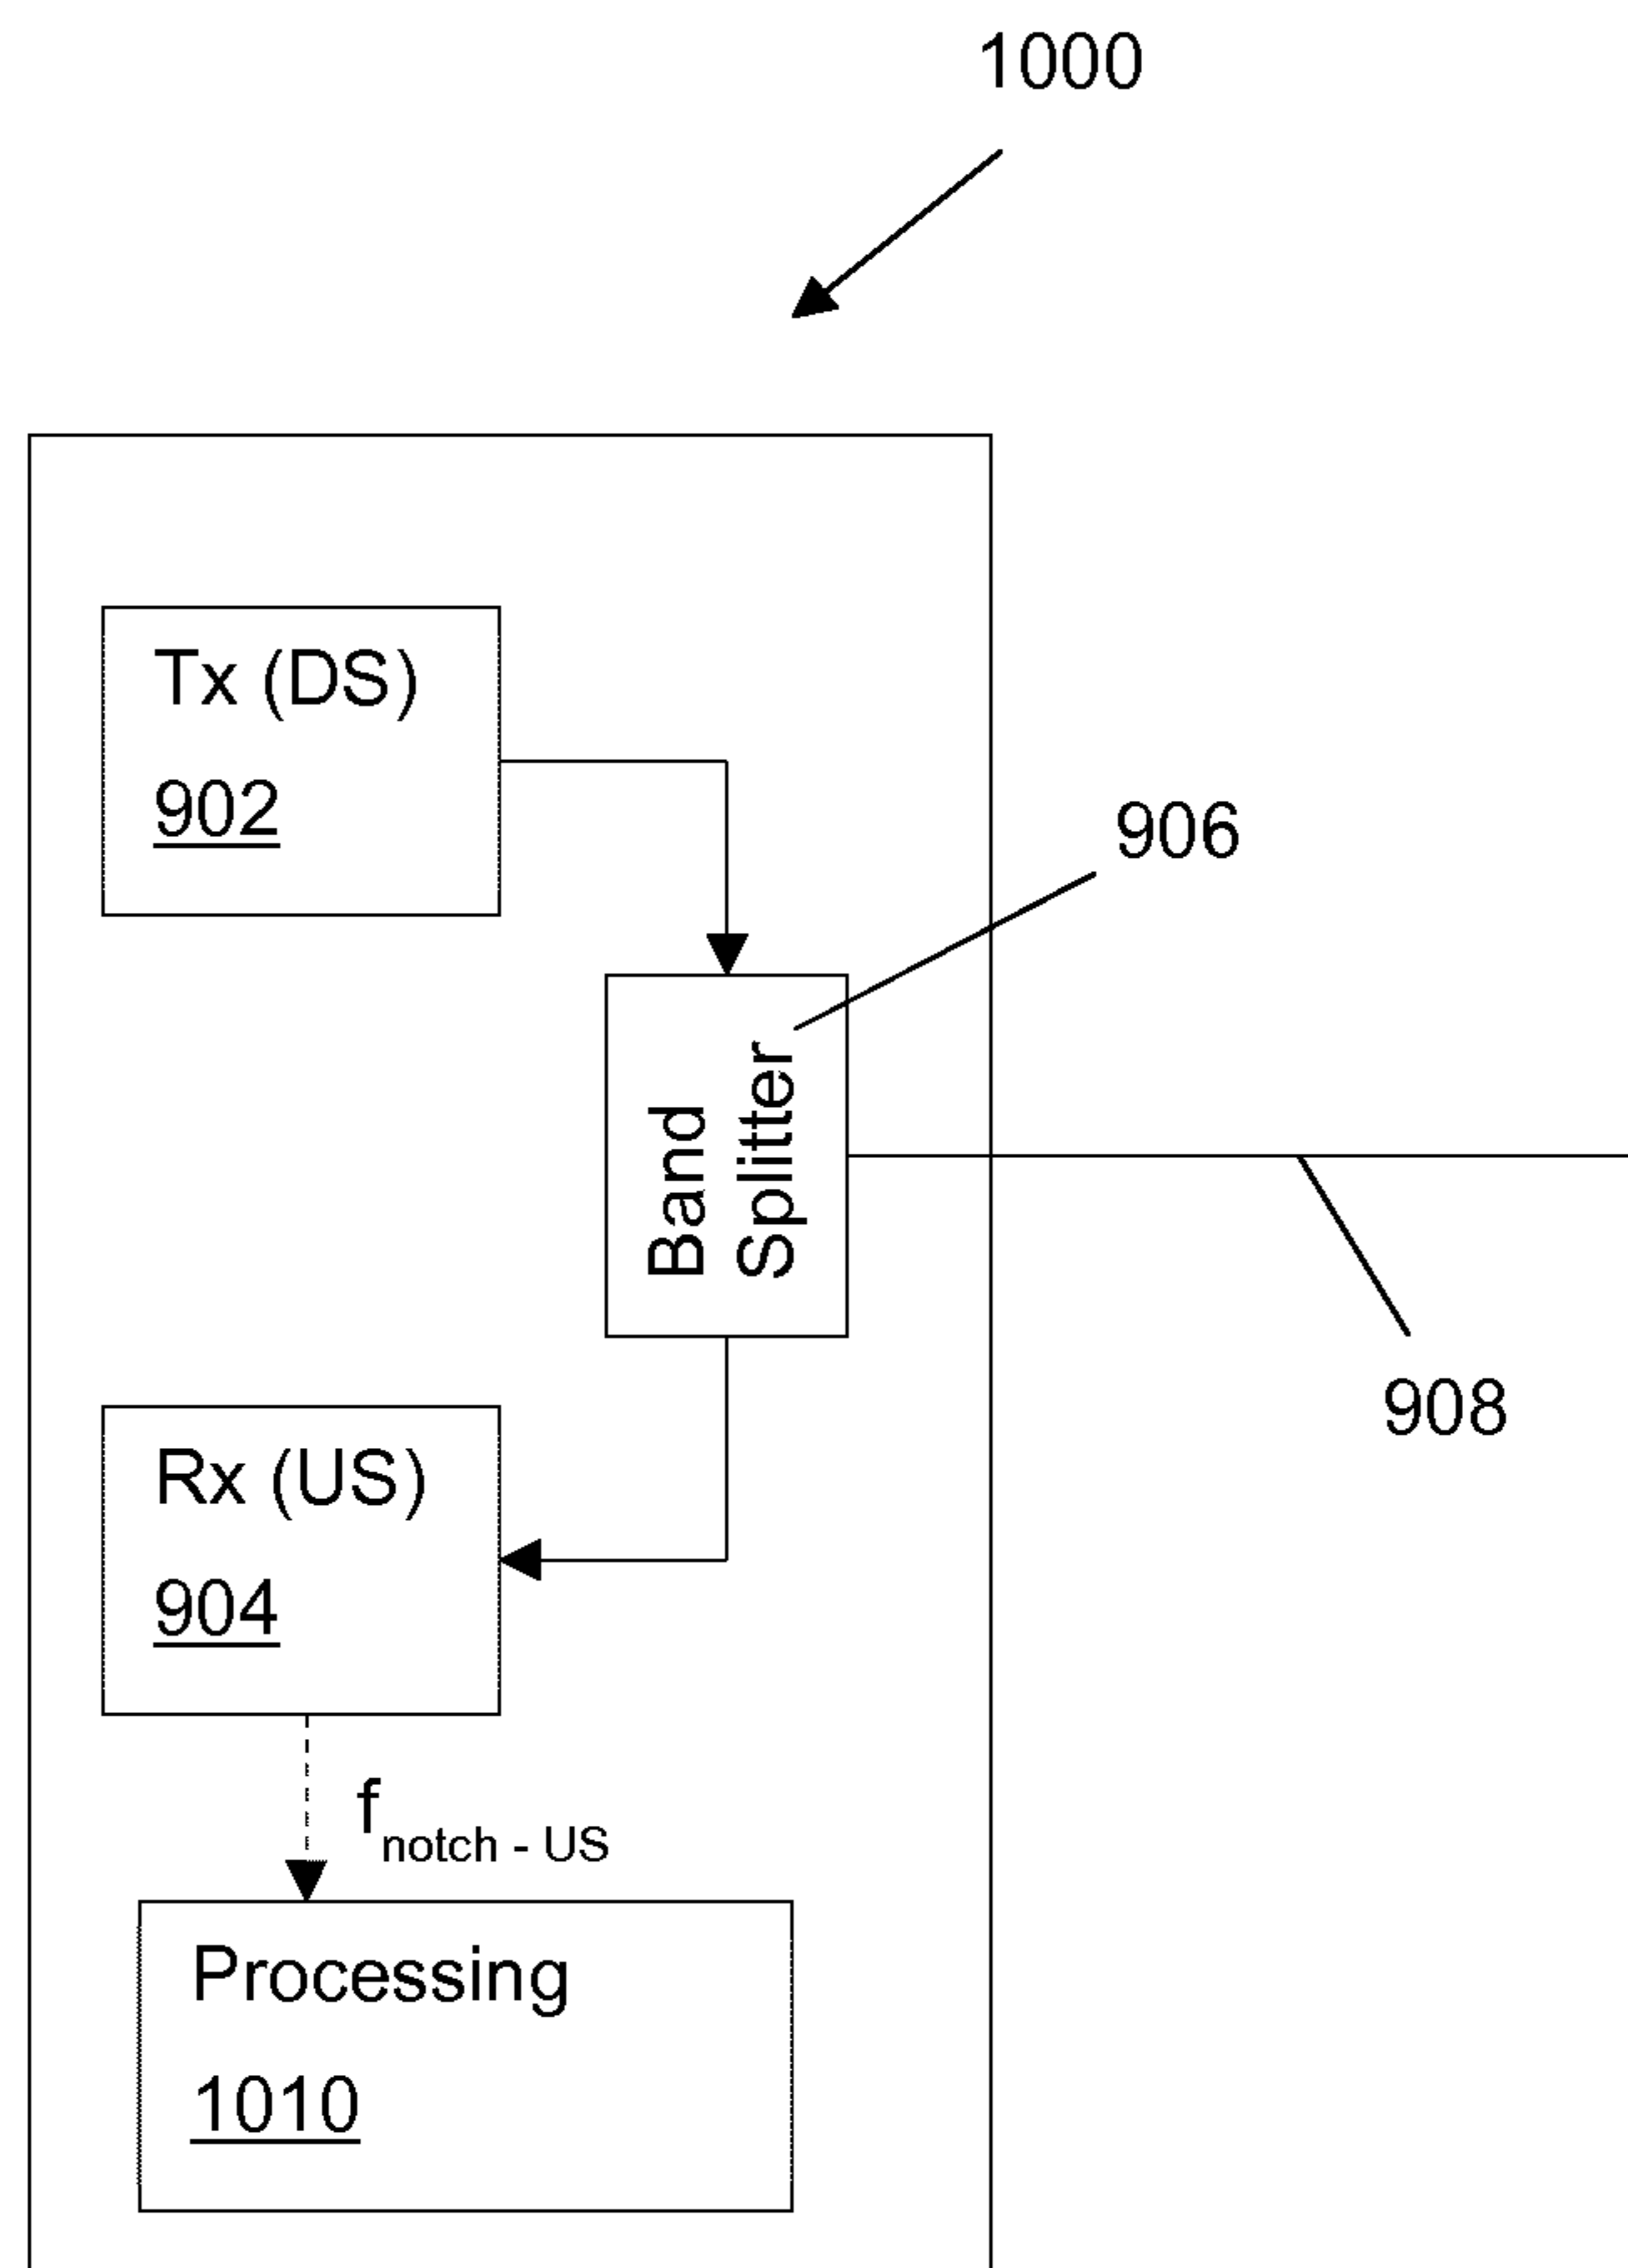 1000
Tx (DS)
902
906
Band
Splitter
908
Rx (US)
904
f notch - US
Processing
1010